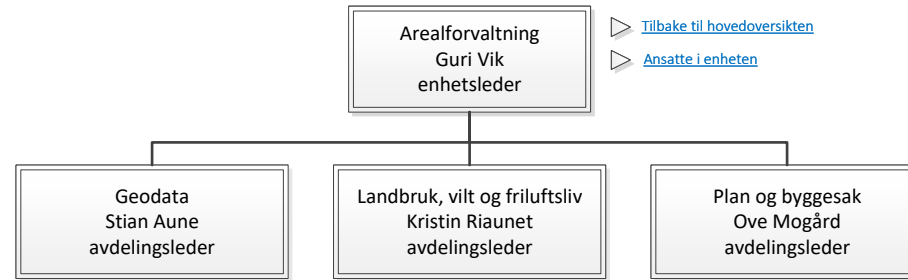 Arealforvaltning
Guri Vik
enhetsleder
Tilbake til hovedoversikten
Ansatte i enheten
Geodata
Stian Aune
avdelingsleder
Landbruk, vilt og friluftsliv
Kristin Riaunet
avdelingsleder
Plan og byggesak
Ove Mogård
avdelingsleder